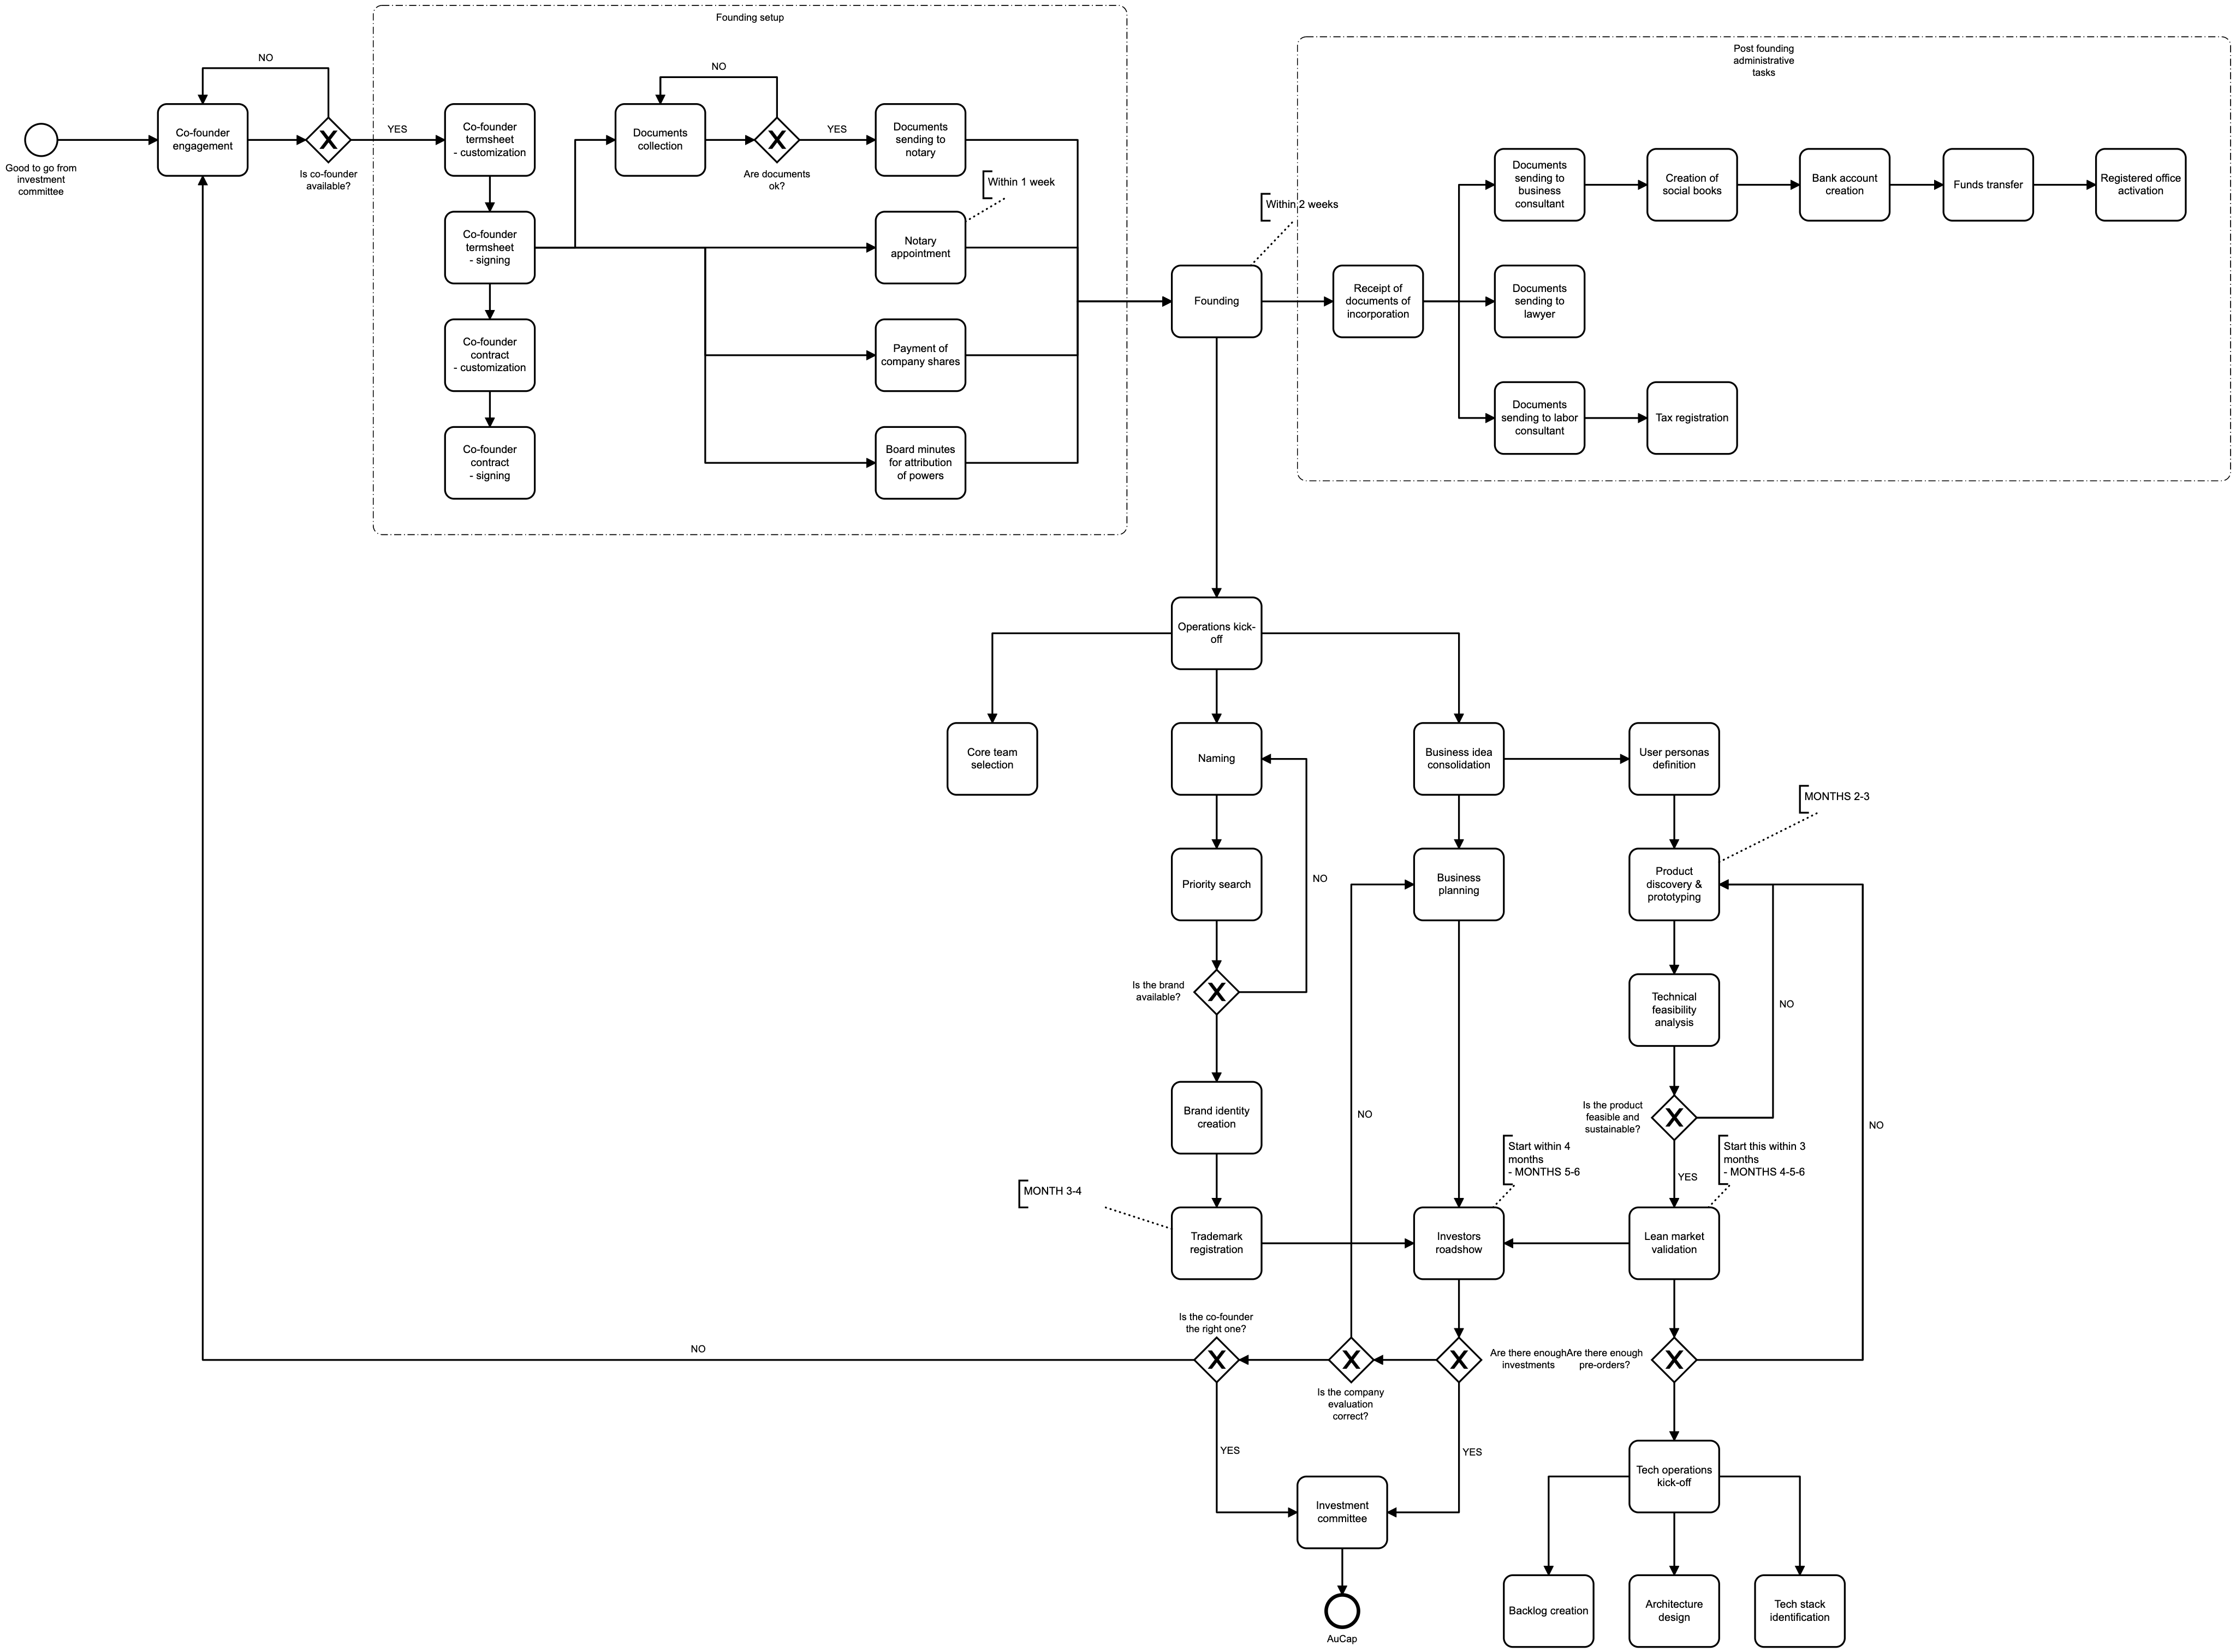 Founding setup
Post founding
administrative
tasks
NO
NO
Good to go from
investment
committee
Co-founder
engagement
Is co-founder
available?
YES
Co-founder
termsheet
- customization
Documents
collection
Are documents
ok?
YES
Documents
sending to
notary
Within 1 week
Within 2 weeks
Co-founder
termsheet
- signing
Notary
appointment
Co-founder
contract
- customization
Payment of
company shares
Co-founder
contract
- signing
Board minutes
for attribution
of powers
Founding
Receipt of
documents of
incorporation
Documents
sending to
business
consultant
Creation of
social books
Bank account
creation
Funds transfer
Registered office
activation
Documents
sending to
lawyer
Documents
sending to labor
consultant
Tax registration
Operations kick-
off
Core team
selection
Naming
Business idea
consolidation
User personas
definition
MONTHS 2-3
Priority search
NO
Business
planning
Product
discovery &
prototyping
Is the brand
available?
Technical
feasibility
analysis
NO
Brand identity
creation
NO
Is the product
feasible and
sustainable?
NO
Start within 4
months
- MONTHS 5-6
YES
Start this within 3
months
- MONTHS 4-5-6
MONTH 3-4
Trademark
registration
Investors
roadshow
Lean market
validation
Is the co-founder
the right one?
NO
Is the company
evaluation
correct?
Are there enough
investments
Are there enough
pre-orders?
YES
YES
Investment
committee
Tech operations
kick-off
AuCap
Backlog creation
Architecture
design
Tech stack
identification